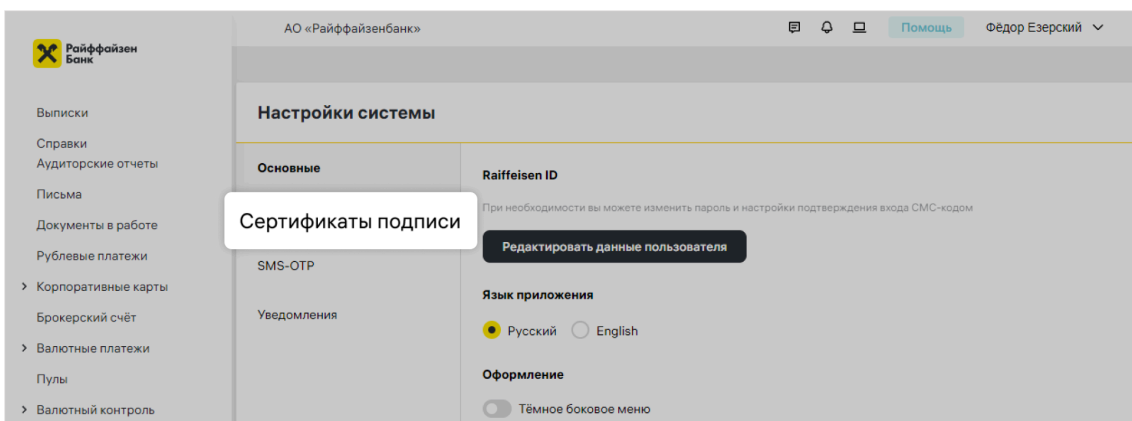 АО «Райффайзенбанк»
Помощь
Фёдор Езерский
Райффайзен
Банк
Выписки
Справки
Аудиторские отчеты
Письма
Документы в работе
Рублевые платежи
Корпоративные карты
Брокерский счёт
Валютные платежи
Пулы
Валютный контроль
Настройки системы
Основные
Сертификаты подписи
SMS-OTP
Уведомления
Raiffeisen ID
При необходимости вы можете изменить пароль и настройки подтверждения входа СМС-кодом
Редактировать данные пользователя
Язык приложения
Русский
English
Оформление
Тёмное боковое меню